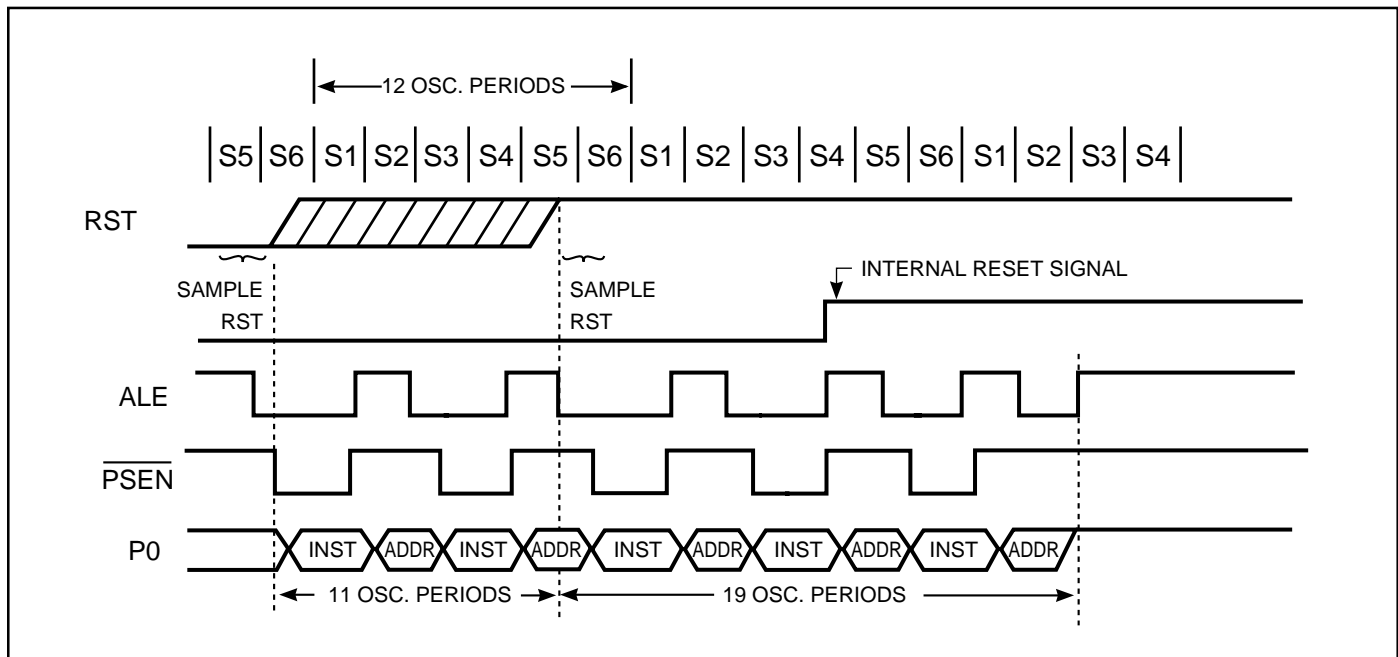 12 OSC. PERIODS
S5 S6 S1 S2 S3 S4 S5 S6 S1 S2 S3 S4 S5 S6 S1 S2 S3 S4
RST
INTERNAL RESET SIGNAL
SAMPLE
RST
SAMPLE
RST
ALE
PSEN
P0
INST ADDR INST ADDR INST ADDR INST ADDR INST ADDR
11 OSC. PERIODS
19 OSC. PERIODS